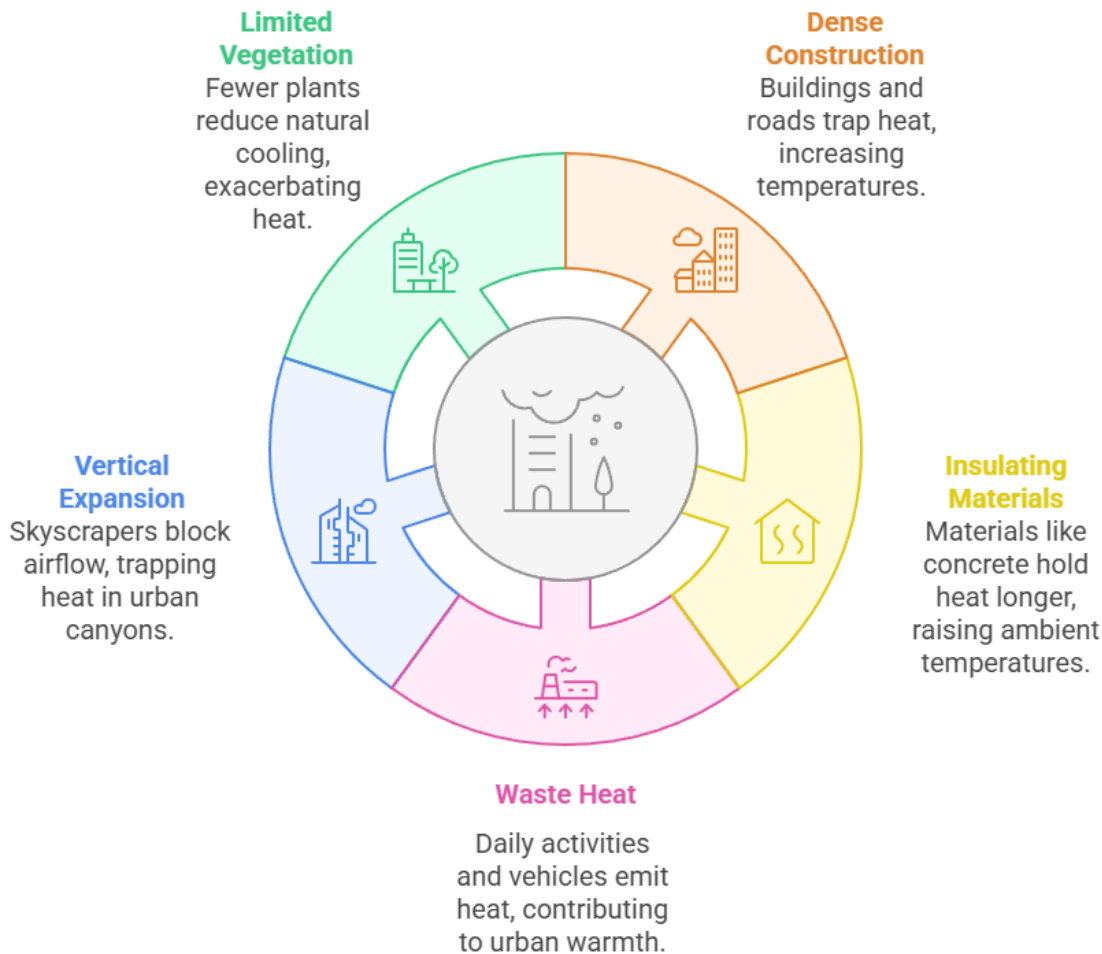 Limited
Vegetation
Fewer plants
reduce natural
cooling,
exacerbating
heat.
Dense
Construction
Buildings and
roads trap heat,
increasing
temperatures.
Vertical
Expansion
Skyscrapers block
airflow, trapping
heat in urban
canyons.
Insulating
Materials
Materials like
concrete hold
heat longer,
raising ambient
temperatures.
Waste Heat
Daily activities
and vehicles emit
heat, contributing
to urban warmth.